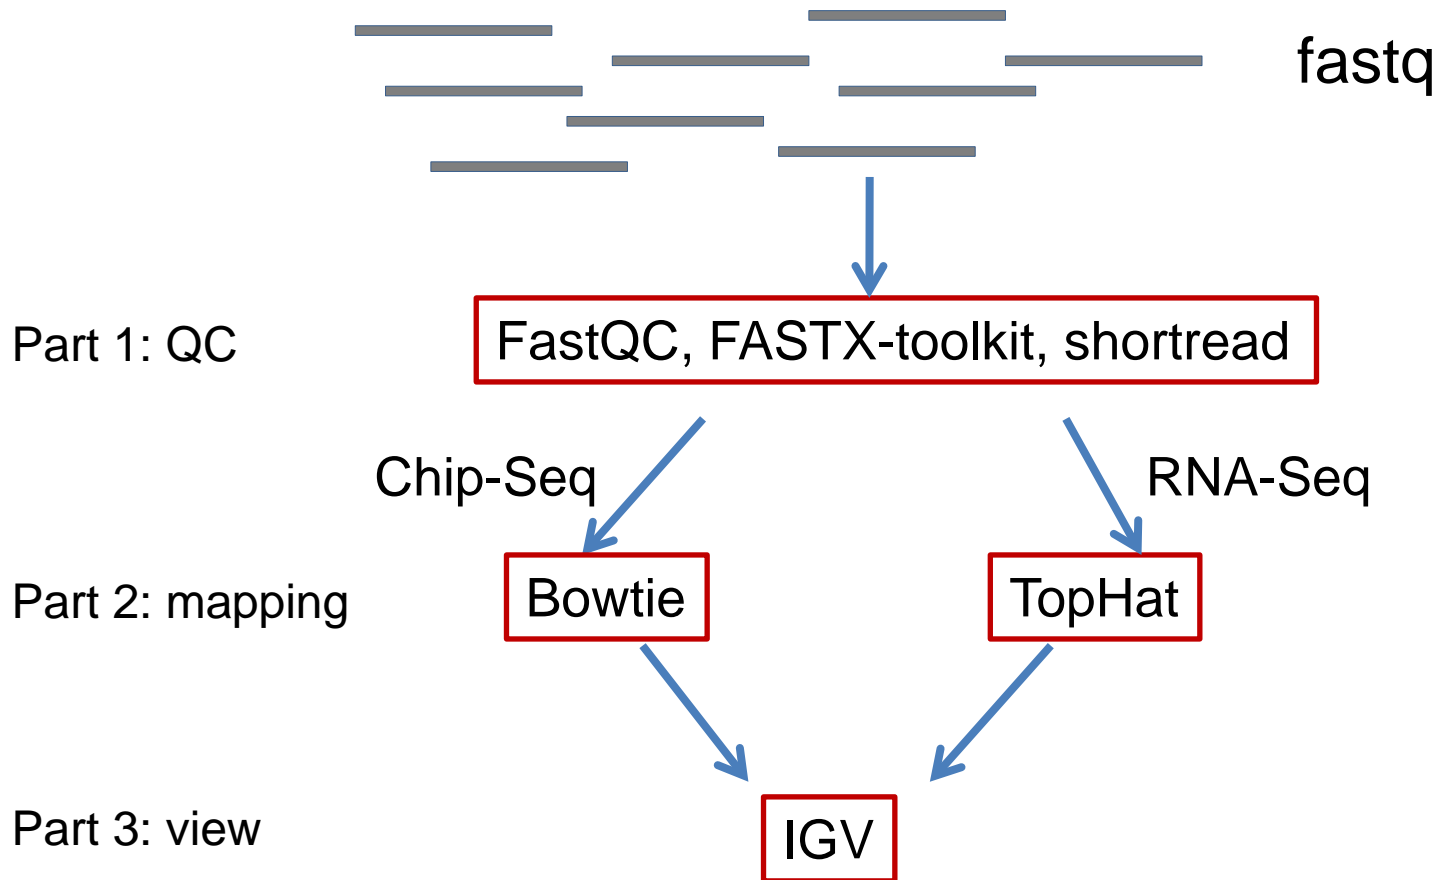 fastq
Part 1: QC
FastQC, FASTX-toolkit, shortread
Chip-Seq
RNA-Seq
Part 2: mapping
Bowtie
TopHat
Part 3: view
IGV